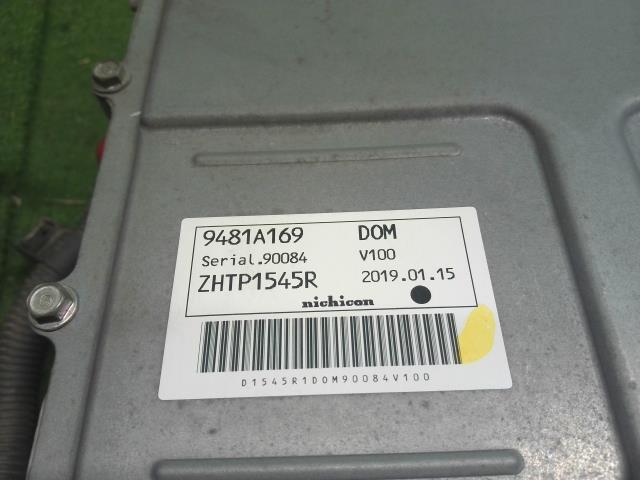 9481A169 DOM
Serial.90084 V100
ZHTP1545R 2019.01.15
nichicon
D1545R1DOM90084V100